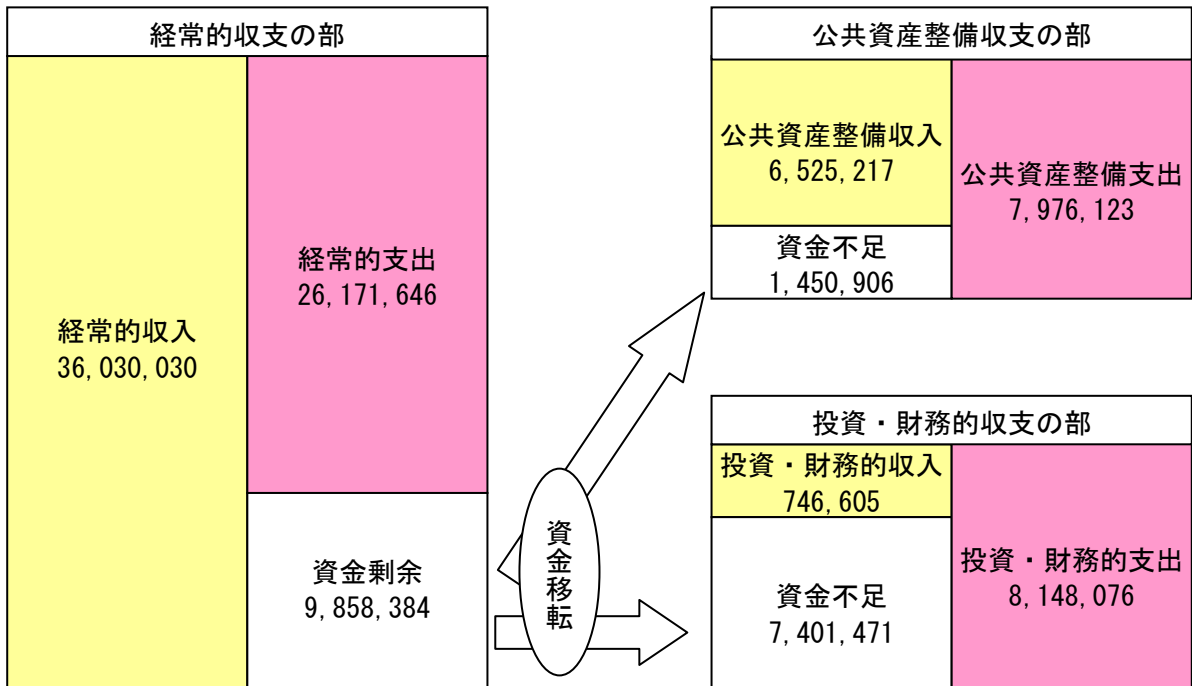 経常的収支の部
経常的収入
36,030,030
経常的支出
26,171,646
資金剰余
9,858,384
資金移転
公共資産整備収支の部
公共資産整備収入
6,525,217
資金不足
1,450,906
公共資産整備支出
7,976,123
投資・財務的収支の部
投資・財務的収入
746,605
資金不足
7,401,471
投資・財務的支出
8,148,076